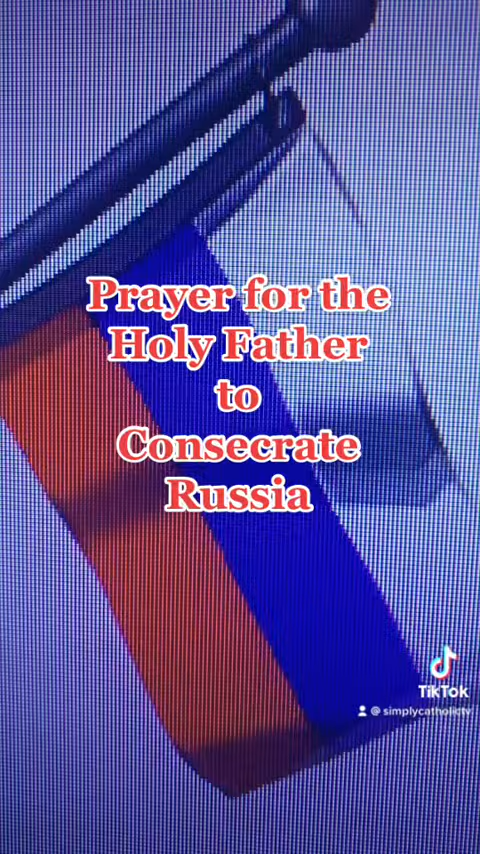 Prayer for the
Holy Father
to
Consecrate
Russia
TikTok
@simplycatholictv